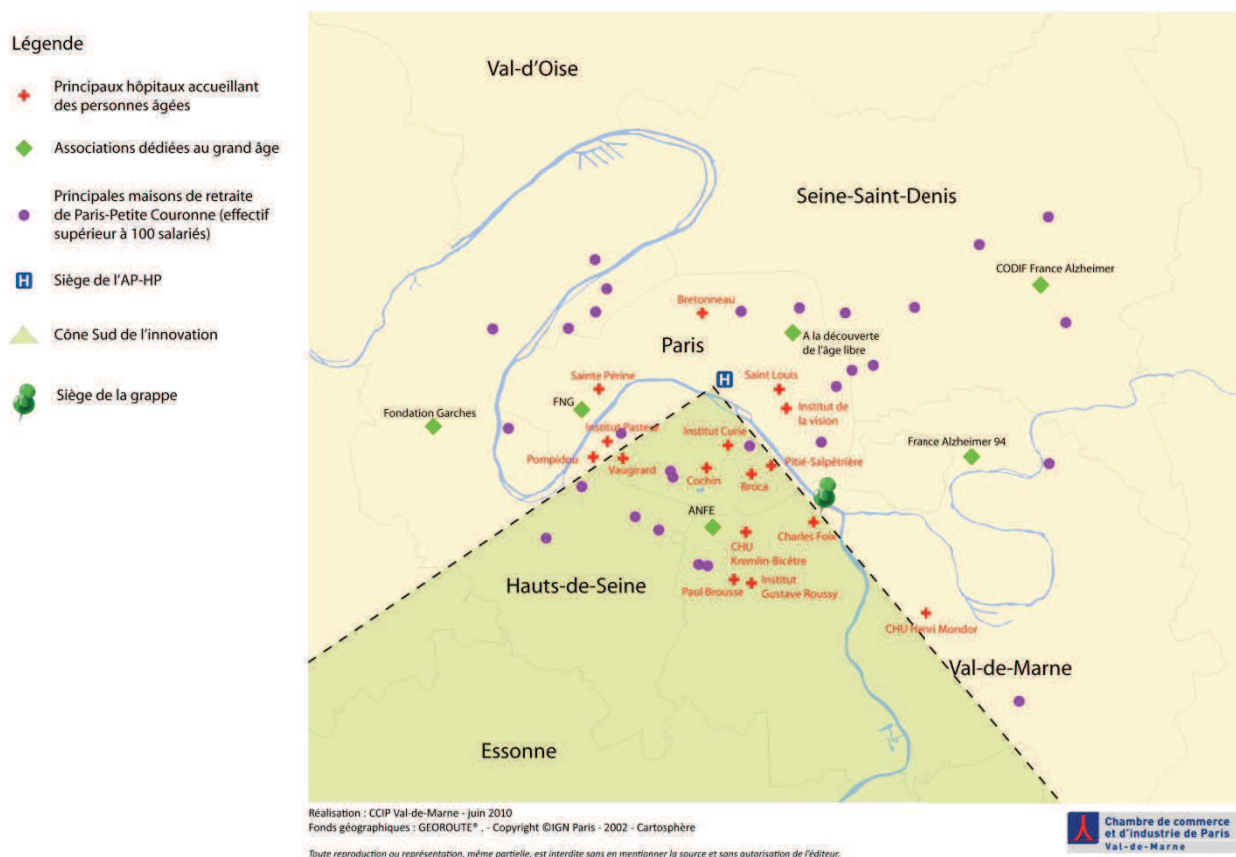 Légende
Principaux hôpitaux accueillant
des personnes âgées
Associations dédiées au grand âge
Principales maisons de retraite
de Paris-Petite Couronne (effectif
supérieur à 100 salariés)
H
Siège de l'AP-HP
Cône Sud de l'innovation
Siège de la grappe
Val-d'Oise
Seine-Saint-Denis
CODIF France Alzheimer
Bretonneau
A la découverte
de l'âge libre
Paris
H
Sainte Périne
Saint Louis
FNG
Institut de
la vision
Fondation Garches
Institut Pasteur
Institut Curie
France Alzheimer 94
Pompidou
Vaugirard
Cochin
Broca
Pitié-Salpétrière
ANFE
CHU
Kremlin-Bicêtre
Charles Foix
Hauts-de-Seine
Paul Brousse
Institut
Gustave Roussy
CHU Henri Mondor
Val-de-Marne
Essonne
Réalisation : CCIP Val-de-Marne - juin 2010
Fonds géographiques : GEOROUTE® . - Copyright ©IGN Paris - 2002 - Cartosphère
Toute reproduction ou représentation, même partielle, est interdite sans en mentionner la source et sans autorisation de l'éditeur.
Chambre de commerce
et d'industrie de Paris
Val-de-Marne